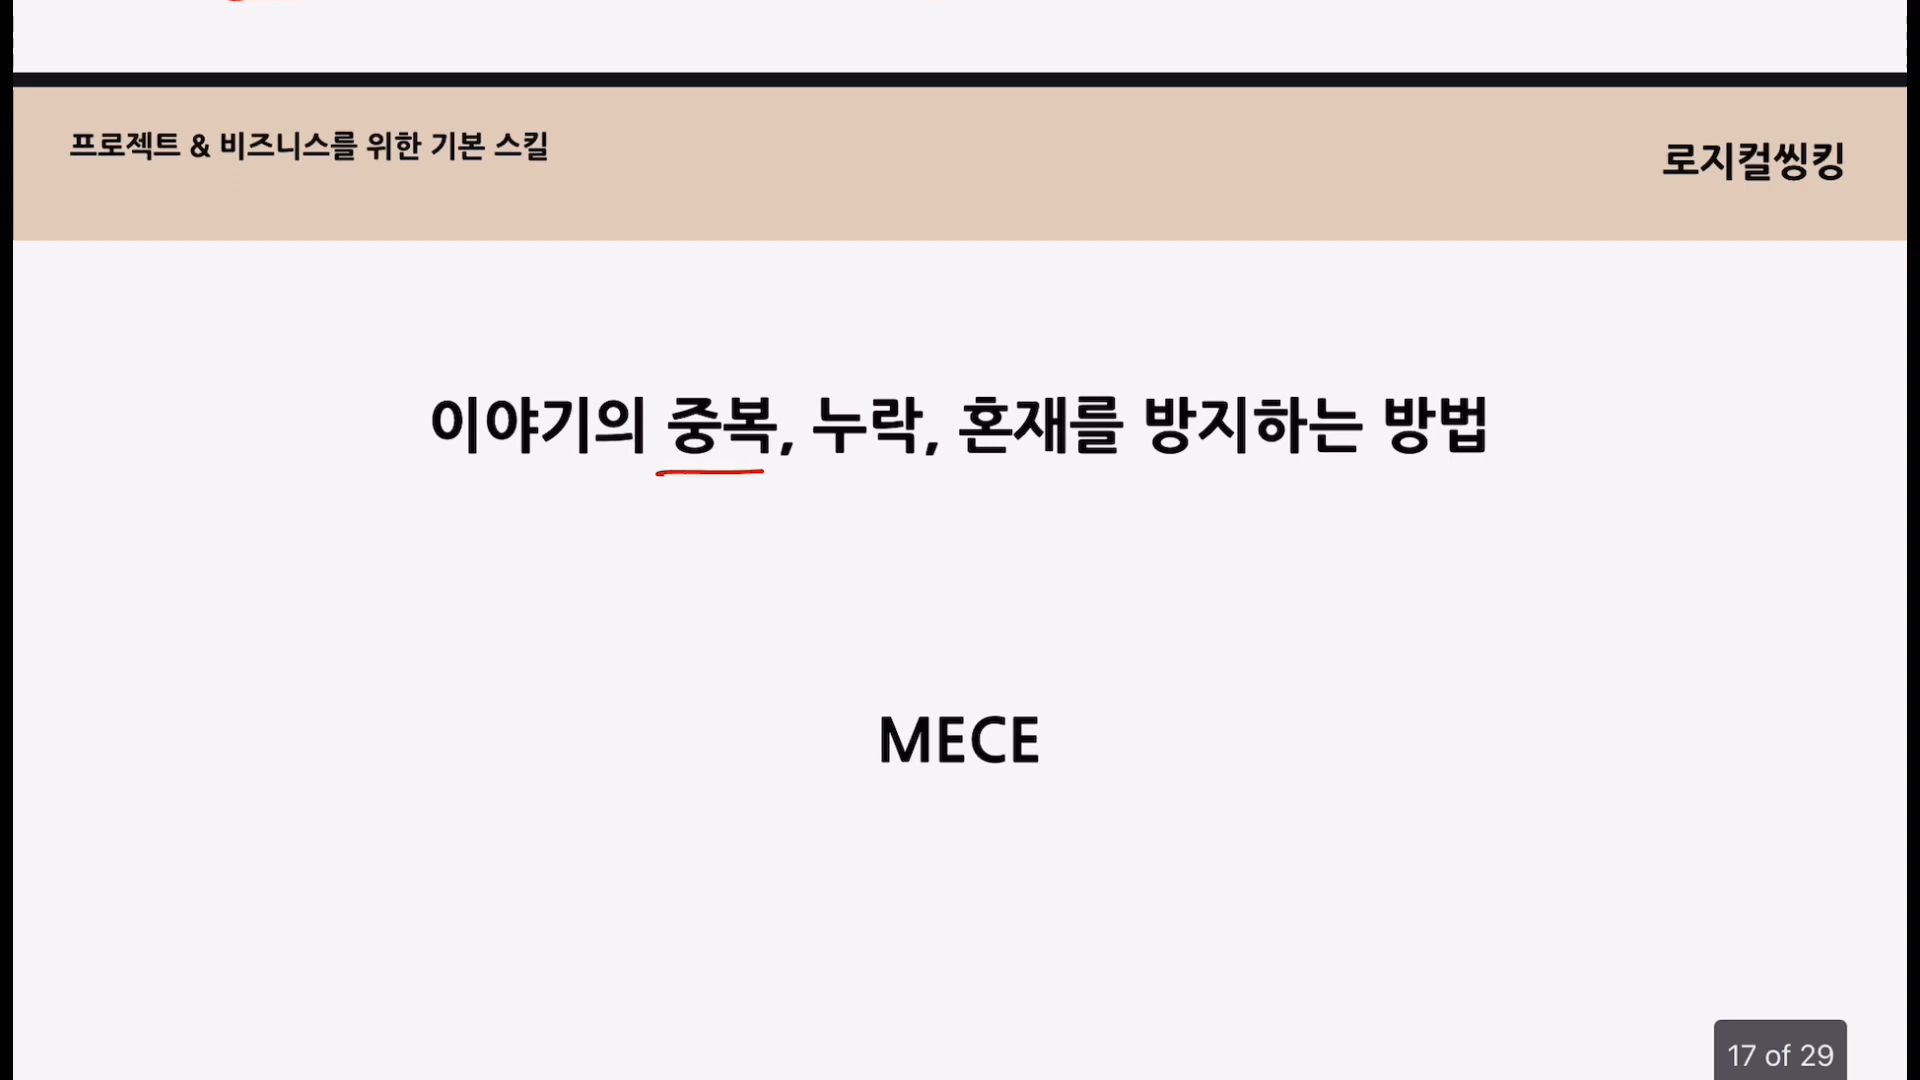 프로젝트 & 비즈니스를 위한 기본 스킬
로지컬씽킹
이야기의 중복, 누락, 혼재를 방지하는 방법
MECE
17 of 29